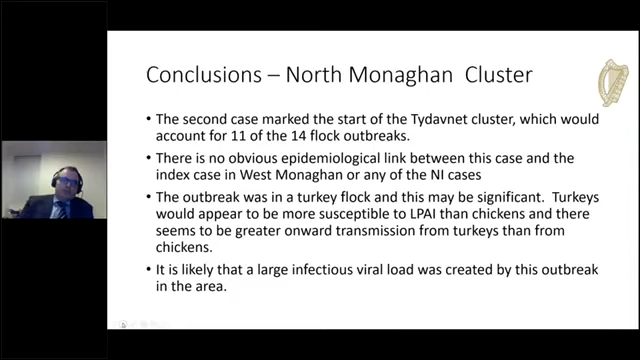 Conclusions – North Monaghan Cluster
• The second case marked the start of the Tydavnet cluster, which would
account for 11 of the 14 flock outbreaks.
• There is no obvious epidemiological link between this case and the
index case in West Monaghan or any of the NI cases
• The outbreak was in a turkey flock and this may be significant. Turkeys
would appear to be more susceptible to LPAI than chickens and there
seems to be greater onward transmission from turkeys than from
chickens.
• It is likely that a large infectious viral load was created by this outbreak
in the area.